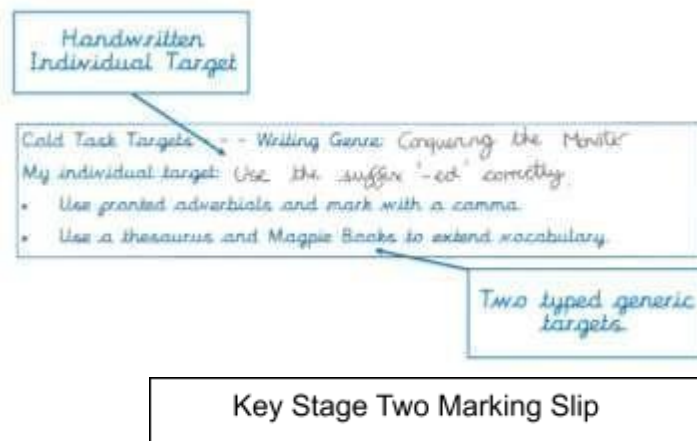 Handwritten
Individual Target
Cold Task Targets - - Writing Genre: Conquering the Monster
My individual target: Use the suffix "-ed" correctly.
• Use fronted adverbials and mark with a comma.
• Use a thesaurus and Magpie Books to extend vocabulary.
Two typed generic
targets.
Key Stage Two Marking Slip